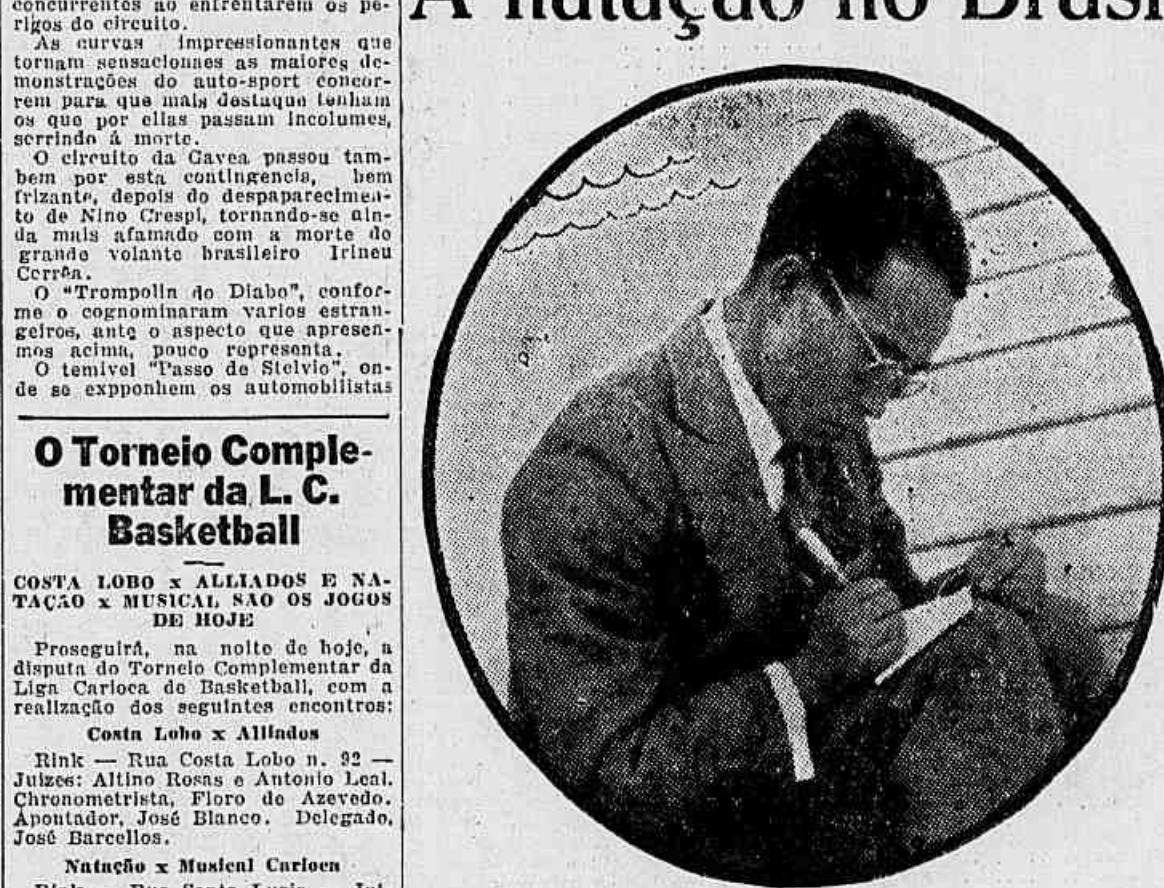 concurrentes ao enfrentarem os pe-
rigos do circuito.
As curvas impressionantes que
tornam sensacionaes as maiores de-
monstrações do auto-sport concor-
rem para que mais destaque tenham
os que por ellas passam incolumes,
sorrindo á morte.
O circuito da Gavea passou tam-
bem por esta contingencia, bem
frizante, depois do despaparecimen-
to de Nino Crespi, tornando-se ain-
da mais afamado com a morte do
grande volante brasileiro Irineu
Corrêa.
O "Trompolin do Diabo", confor-
me o cognominaram varios estran-
geiros, ante o aspecto que apresen-
mos acima, pouco representa.
O temivel "Passo de Stelvio", on-
de se expponhem os automobilistas
O Torneio Comple-
mentar da L. C.
Basketball
COSTA LOBO x ALLIADOS E NA-
TAÇÃO x MUSICAL SAO OS JOGOS
DE HOJE
Proseguirá, na noite de hoje, a
disputa do Torneio Complementar da
Liga Carioca de Basketball, com a
realização dos seguintes encontros:
Costa Lobo x Alliados
Rink — Rua Costa Lobo n. 92 —
Juizes: Altino Rosas e Antonio Leal.
Chronometrista, Floro de Azevedo.
Apontador, José Blanco. Delegado,
José Barcellos.
Natação x Musical Carioca
Rink — Rua Santa Luzia —
A natação no Brasi